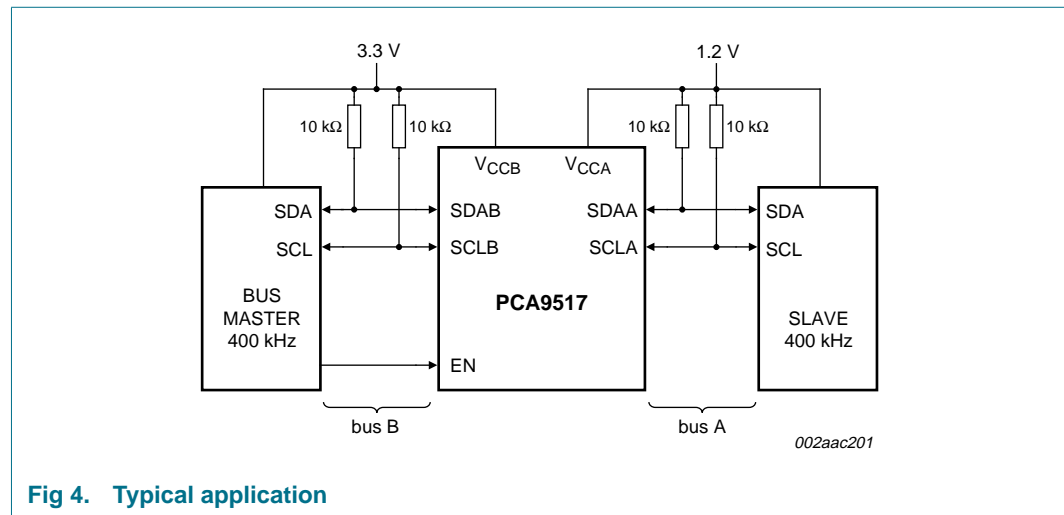 3.3 V
1.2 V
10 kΩ
10 kΩ
10 kΩ
10 kΩ
VCCB
VCCA
SDA
SDAB
SDAA
SDA
SCL
SCLB
SCLA
SCL
PCA9517
BUS
MASTER
400 kHz
SLAVE
400 kHz
EN
bus B
bus A
002aac201
Fig 4. Typical application